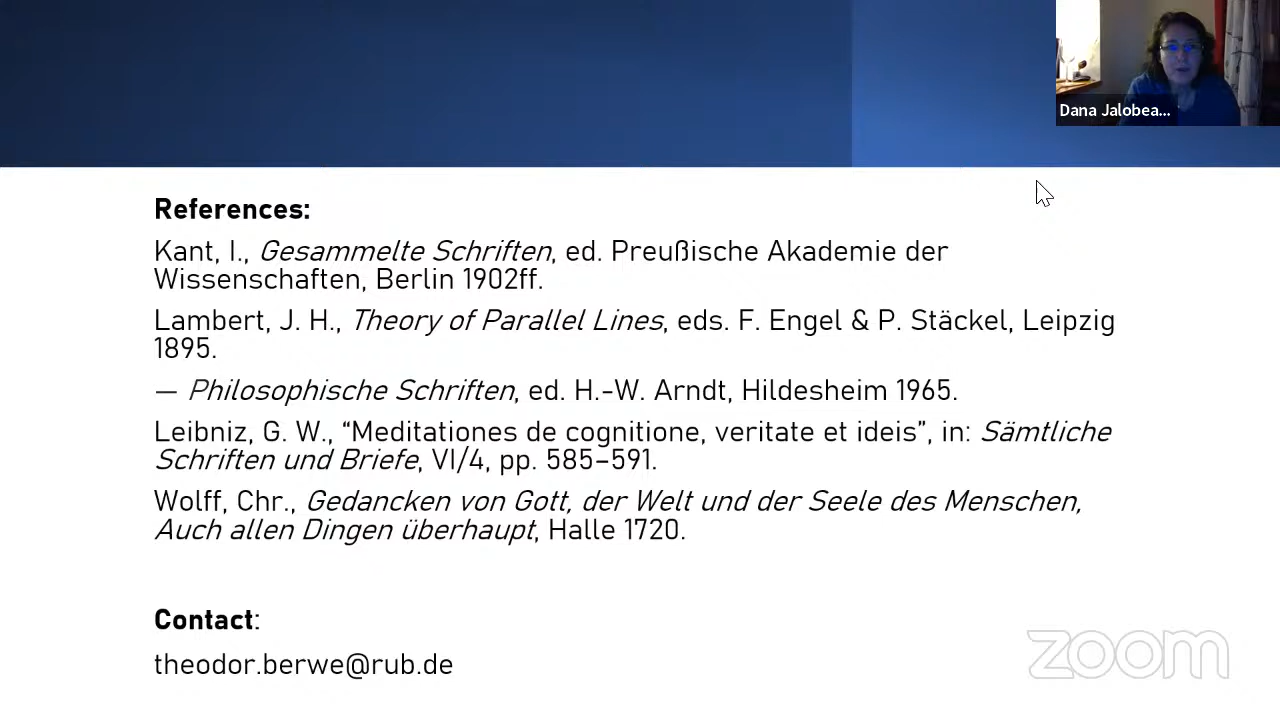 Dana Jalobea...
References:
Kant, I., Gesammelte Schriften, ed. Preußische Akademie der
Wissenschaften, Berlin 1902ff.
Lambert, J. H., Theory of Parallel Lines, eds. F. Engel & P. Stäckel, Leipzig
1895.
— Philosophische Schriften, ed. H.-W. Arndt, Hildesheim 1965.
Leibniz, G. W., “Meditationes de cognitione, veritate et ideis”, in: Sämtliche
Schriften und Briefe, VI/4, pp. 585–591.
Wolff, Chr., Gedancken von Gott, der Welt und der Seele des Menschen,
Auch allen Dingen überhaupt, Halle 1720.
Contact:
theodor.berwe@rub.de
zoom